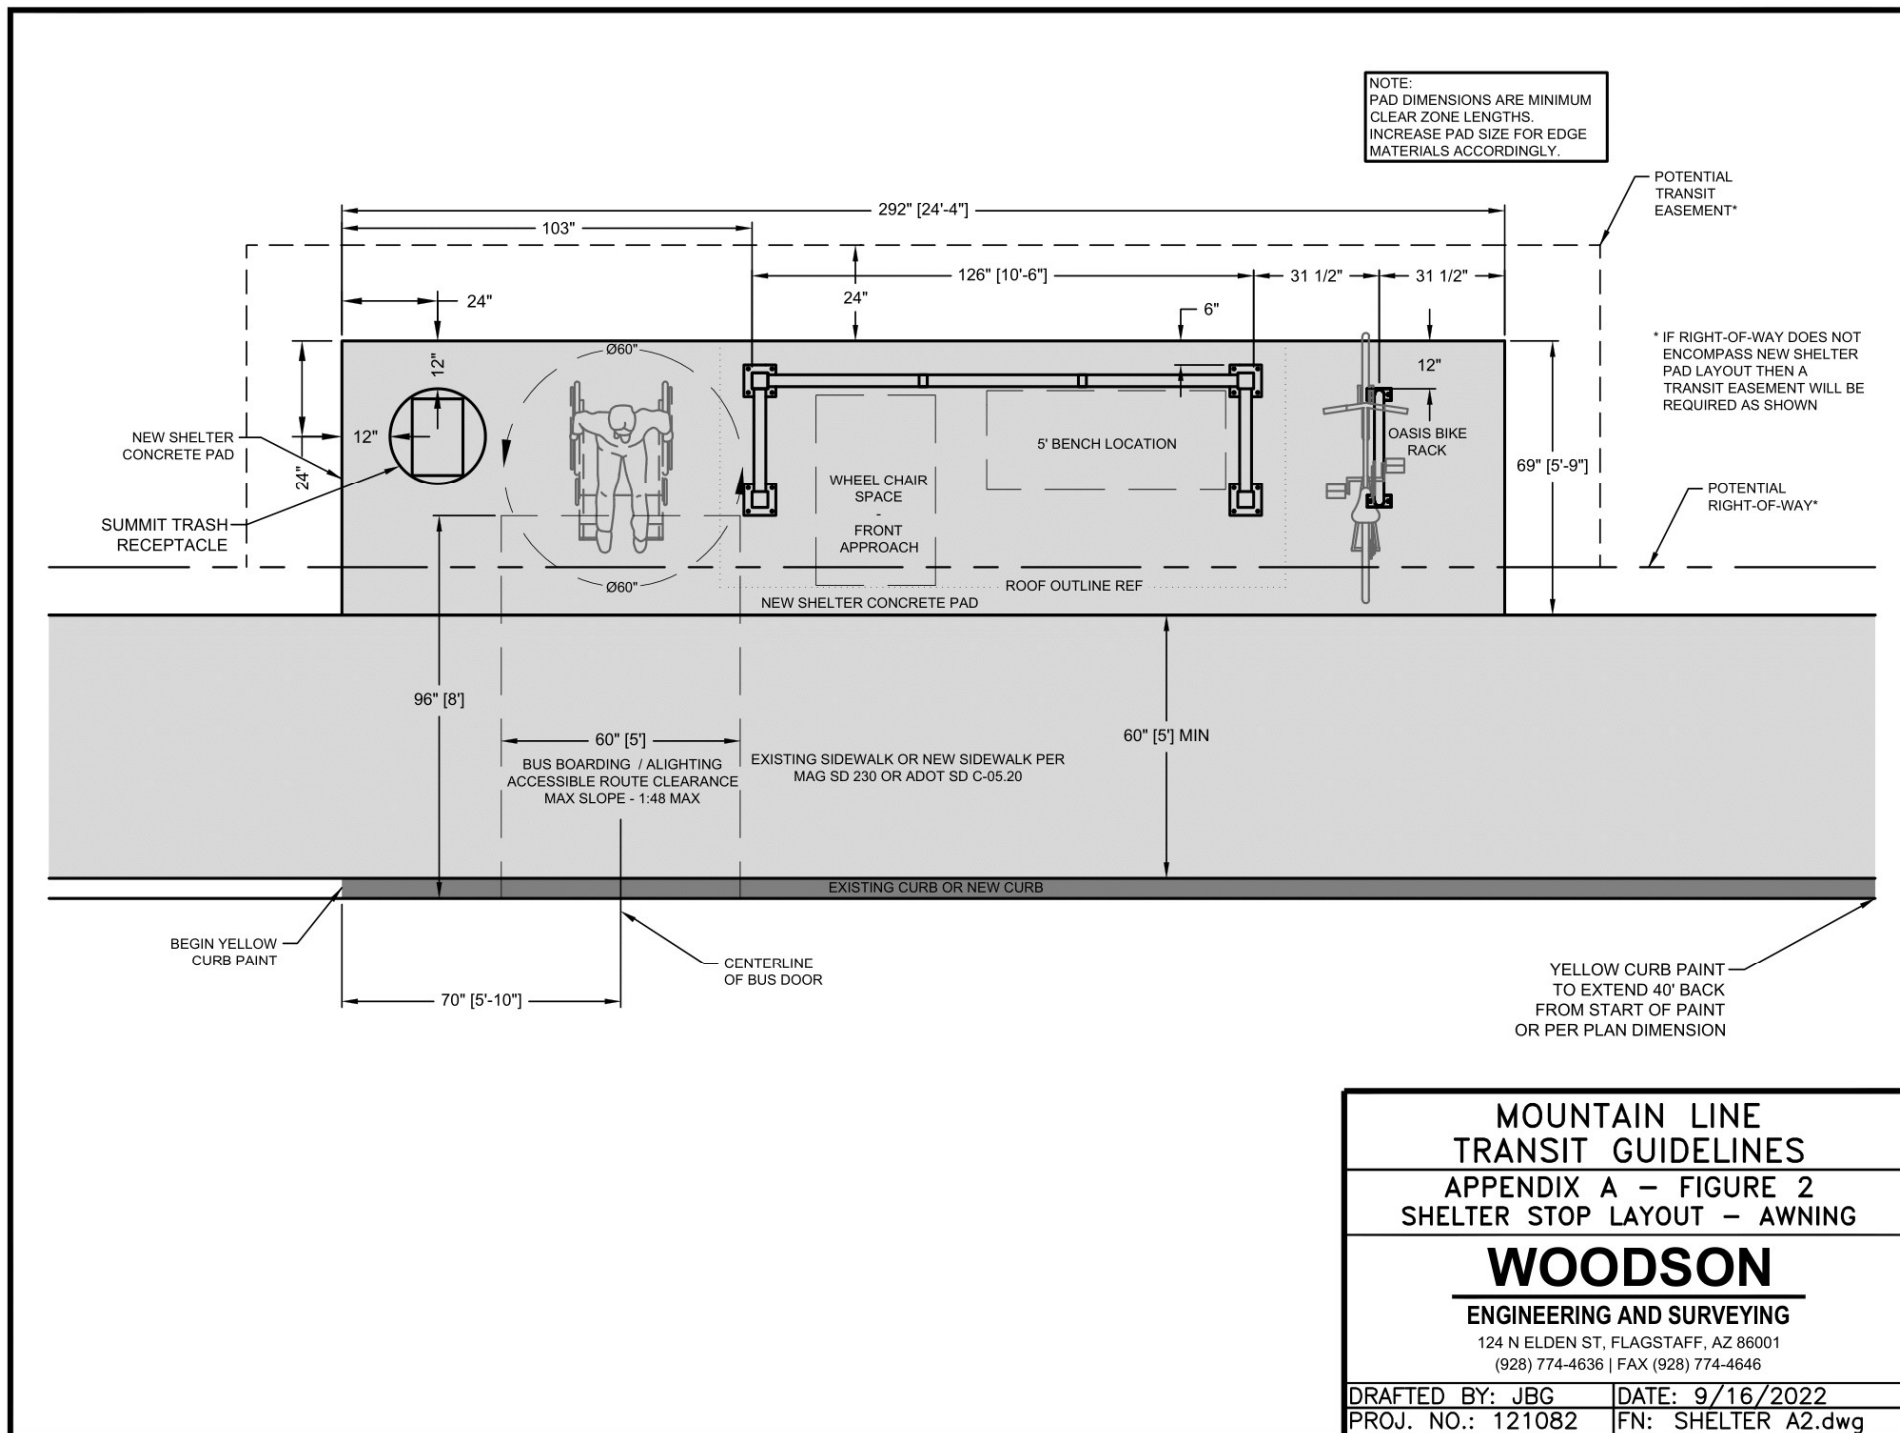 NOTE:
PAD DIMENSIONS ARE MINIMUM
CLEAR ZONE LENGTHS.
INCREASE PAD SIZE FOR EDGE
MATERIALS ACCORDINGLY.
POTENTIAL
TRANSIT
EASEMENT*
292" [24'-4"]
103"
126" [10'-6"]
31 1/2"
31 1/2"
24"
24"
6"
* IF RIGHT-OF-WAY DOES NOT
ENCOMPASS NEW SHELTER
PAD LAYOUT THEN A
TRANSIT EASEMENT WILL BE
REQUIRED AS SHOWN
Ø60"
12"
12"
NEW SHELTER
CONCRETE PAD
12"
24"
5' BENCH LOCATION
OASIS BIKE
RACK
69" [5'-9"]
WHEEL CHAIR
SPACE
-
FRONT
APPROACH
POTENTIAL
RIGHT-OF-WAY*
SUMMIT TRASH
RECEPTACLE
Ø60"
ROOF OUTLINE REF
NEW SHELTER CONCRETE PAD
96" [8']
60" [5']
60" [5'] MIN
BUS BOARDING / ALIGHTING
ACCESSIBLE ROUTE CLEARANCE
MAX SLOPE - 1:48 MAX
EXISTING SIDEWALK OR NEW SIDEWALK PER
MAG SD 230 OR ADOT SD C-05.20
EXISTING CURB OR NEW CURB
BEGIN YELLOW
CURB PAINT
CENTERLINE
OF BUS DOOR
70" [5'-10"]
YELLOW CURB PAINT
TO EXTEND 40' BACK
FROM START OF PAINT
OR PER PLAN DIMENSION
MOUNTAIN LINE
TRANSIT GUIDELINES
APPENDIX A - FIGURE 2
SHELTER STOP LAYOUT - AWNING
WOODSON
ENGINEERING AND SURVEYING
124 N ELDEN ST, FLAGSTAFF, AZ 86001
(928) 774-4636 | FAX (928) 774-4646
DRAFTED BY: JBG
DATE: 9/16/2022
PROJ. NO.: 121082
FN: SHELTER A2.dwg